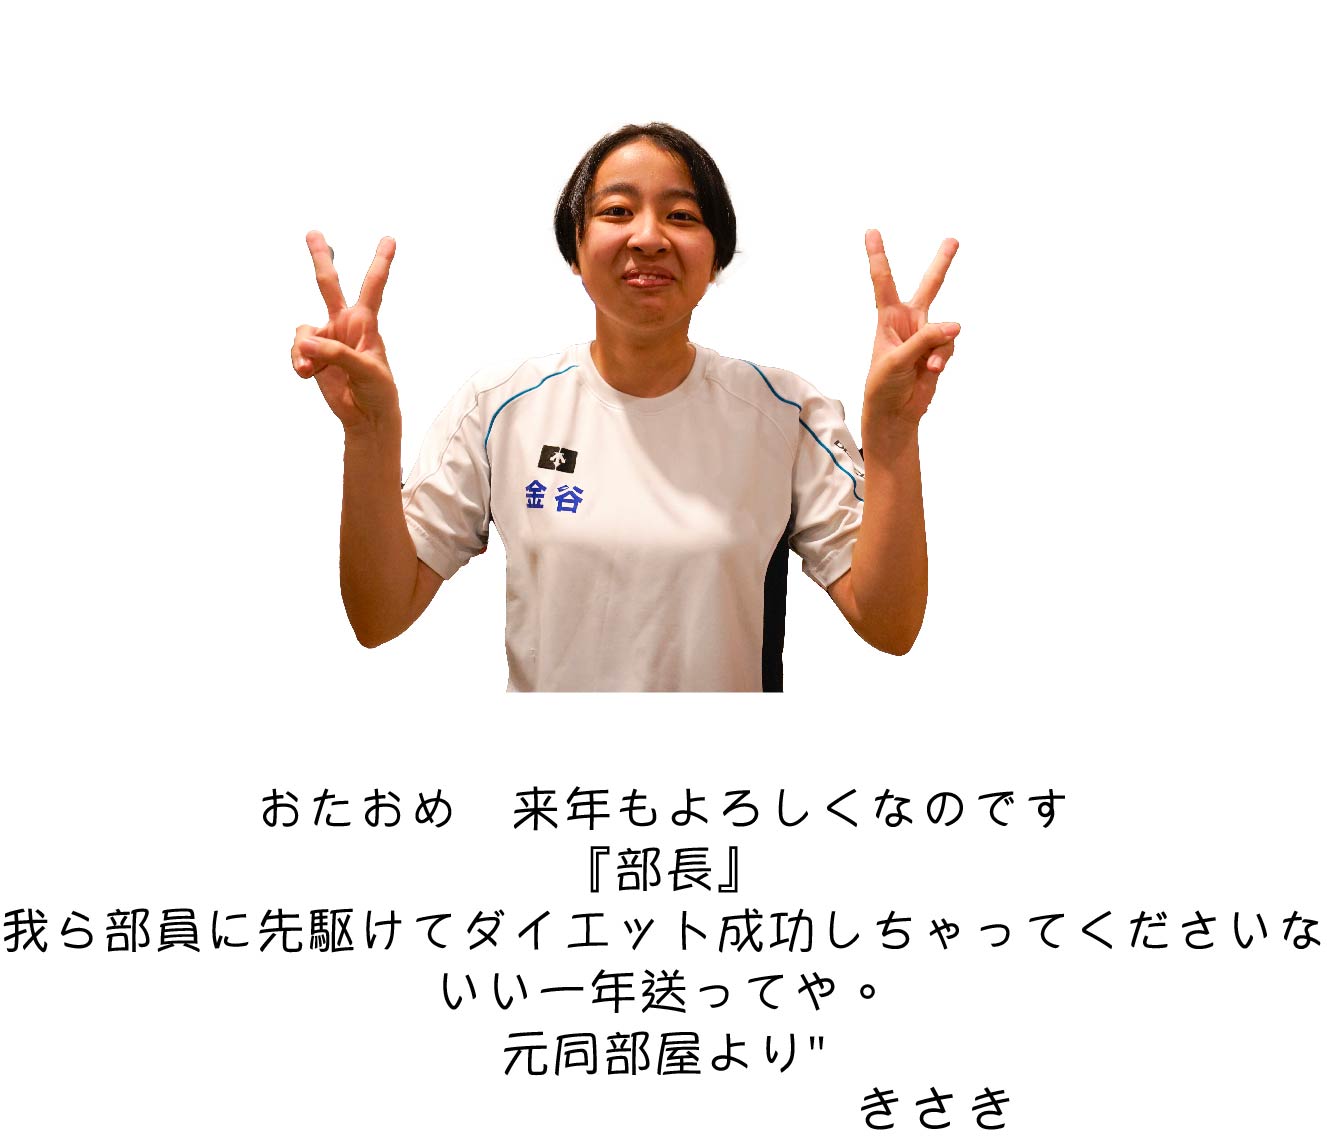 金谷
おたおめ　来年もよろしくなのです
『部長』
我ら部員に先駆けてダイエット成功しちゃってくださいな
いい一年送ってや。
元同部屋より"
きさき